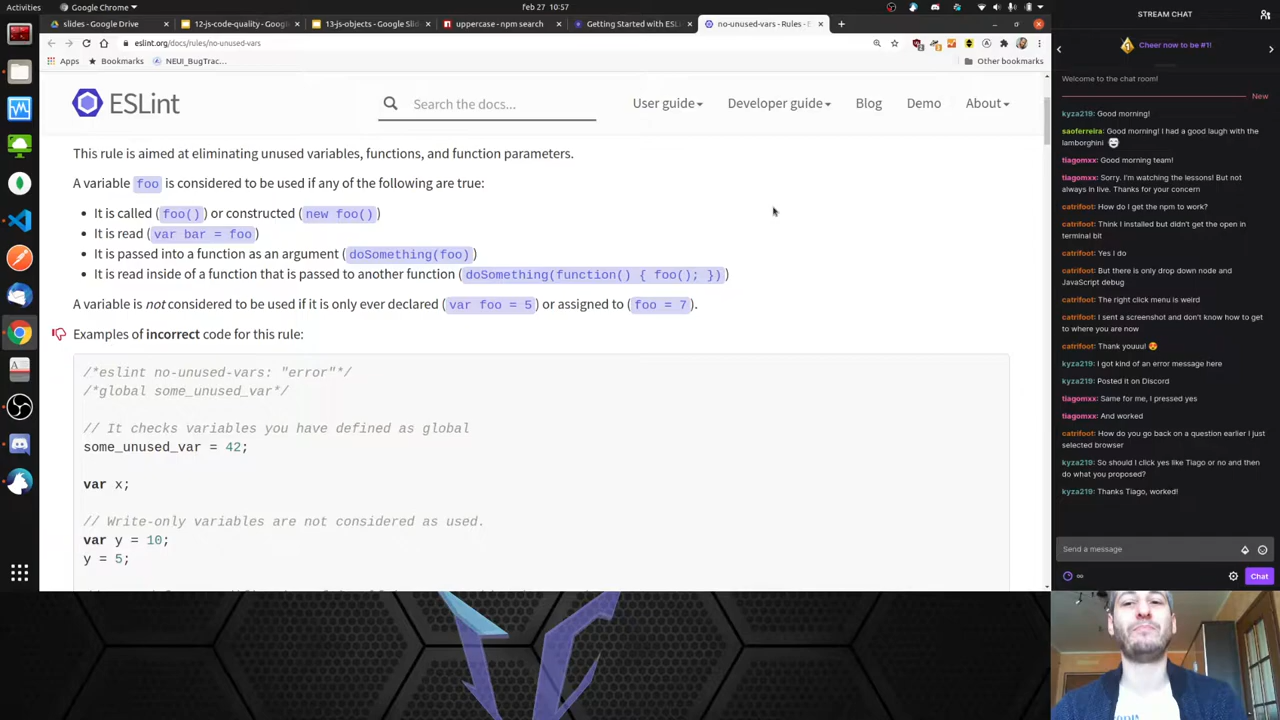 Activities
Google Chrome
Feb 27 10:57
slides - Google Drive
12-js-code-quality - Googl
13-js-objects - Google Slid
uppercase - npm search
Getting Started with ESL
no-unused-vars - Rules - E
eslint.org/docs/rules/no-unused-vars
Apps
Bookmarks
NEUI_BugTrac...
Other bookmarks
ESLint
Search the docs...
User guide
Developer guide
Blog
Demo
About
This rule is aimed at eliminating unused variables, functions, and function parameters.
A variable foo is considered to be used if any of the following are true:
• It is called (foo()) or constructed (new foo())
• It is read (var bar = foo)
• It is passed into a function as an argument (doSomething(foo))
• It is read inside of a function that is passed to another function (doSomething(function() { foo(); }))
A variable is not considered to be used if it is only ever declared (var foo = 5) or assigned to (foo = 7).
Examples of incorrect code for this rule:
/*eslint no-unused-vars: "error"*/
/*global some_unused_var*/
// It checks variables you have defined as global
some_unused_var = 42;
var x;
// Write-only variables are not considered as used.
var y = 10;
y = 5;
STREAM CHAT
Cheer now to be #1!
Welcome to the chat room!
New
kyza219: Good morning!
saoferreira: Good morning! I had a good laugh with the
lamborghini
tiagomxx: Good morning team!
tiagomxx: Sorry. I'm watching the lessons! But not
always in live. Thanks for your concern
catrifoot: How do I get the npm to work?
catrifoot: Think I installed but didn't get the open in
terminal bit
catrifoot: Yes I do
catrifoot: But there is only drop down node and
JavaScript debug
catrifoot: The right click menu is weird
catrifoot: I sent a screenshot and don't know how to get
to where you are now
catrifoot: Thank youuu! 😍
kyza219: I got kind of an error message here
kyza219: Posted it on Discord
tiagomxx: Same for me, I pressed yes
tiagomxx: And worked
catrifoot: How do you go back on a question earlier I just
selected browser
kyza219: So should I click yes like Tiago or no and then
do what you proposed?
kyza219: Thanks Tiago, worked!
Send a message
∞
Chat